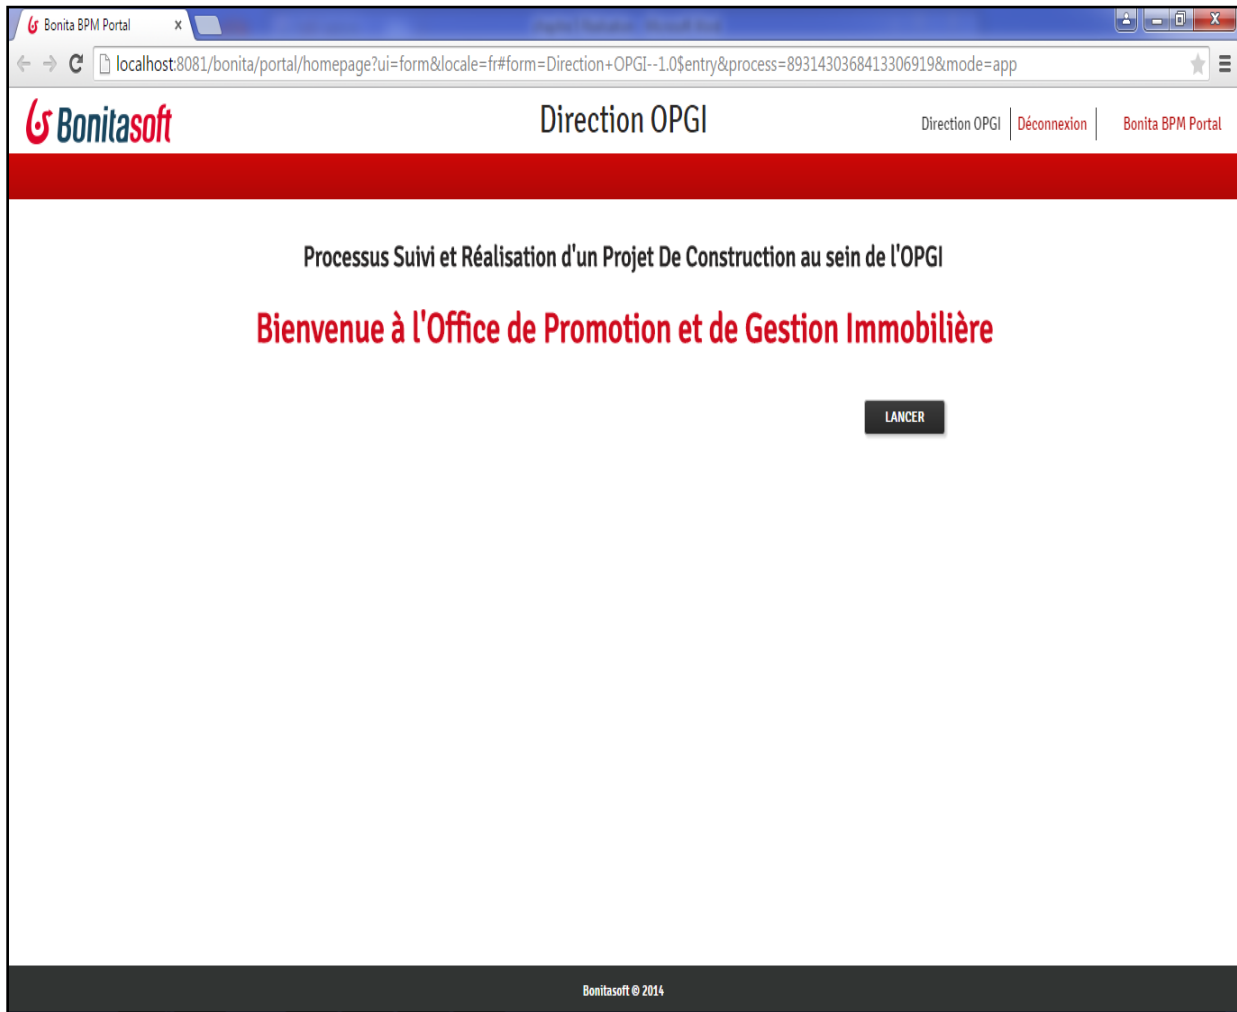 Bonita BPM Portal
localhost:8081/bonita/portal/homepage?ui=form&locale=fr#form=Direction+OPGI--1.0$entry&process=8931430368413306919&mode=app
Bonitasoft
Direction OPGI
Direction OPGI Déconnexion Bonita BPM Portal
Processus Suivi et Réalisation d'un Projet De Construction au sein de l'OPGI
Bienvenue à l'Office de Promotion et de Gestion Immobilière
LANCER
Bonitasoft © 2014